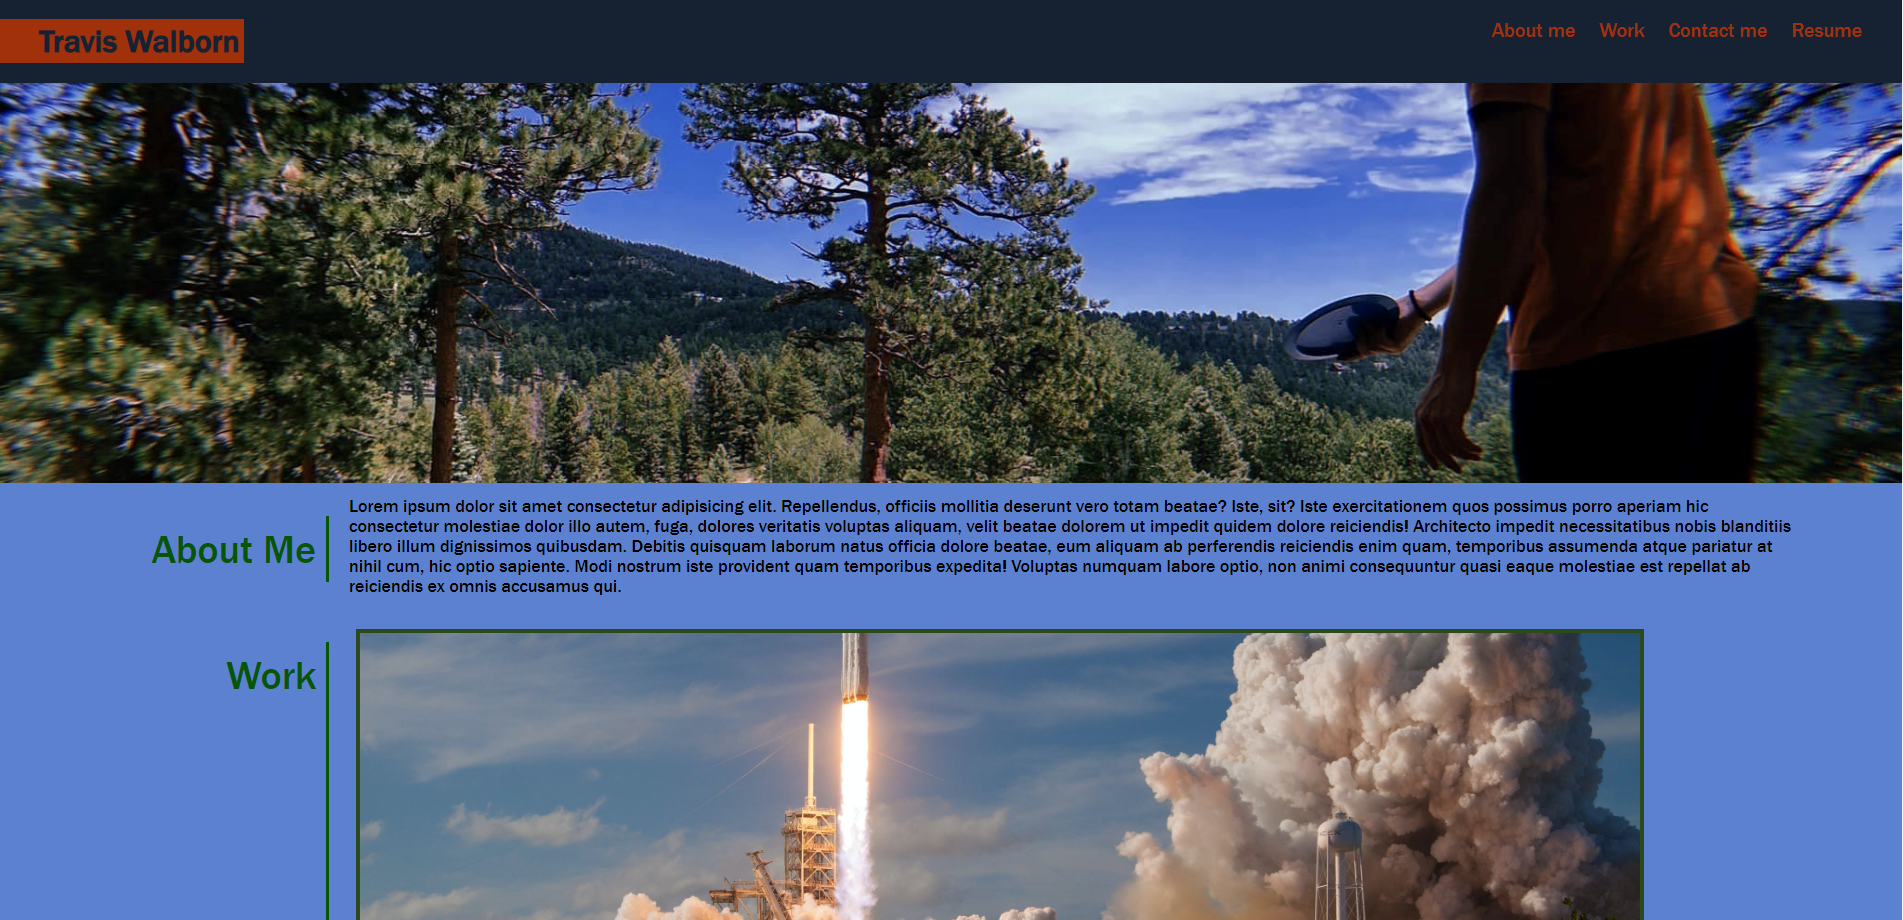 Travis Walborn
About me Work Contact me Resume
About Me
Lorem ipsum dolor sit amet consectetur adipisicing elit. Repellendus, officiis mollitia deserunt vero totam beatae? Iste, sit? Iste exercitationem quos possimus porro aperiam hic
consectetur molestiae dolor illo autem, fuga, dolores veritatis voluptas aliquam, velit beatae dolorem ut impedit quidem dolore reiciendis! Architecto impedit necessitatibus nobis blanditiis
libero illum dignissimos quibusdam. Debitis quisquam laborum natus officia dolore beatae, eum aliquam ab perferendis reiciendis enim quam, temporibus assumenda atque pariatur at
nihil cum, hic optio sapiente. Modi nostrum iste provident quam temporibus expedita! Voluptas numquam labore optio, non animi consequuntur quasi eaque molestiae est repellat ab
reiciendis ex omnis accusamus qui.
Work